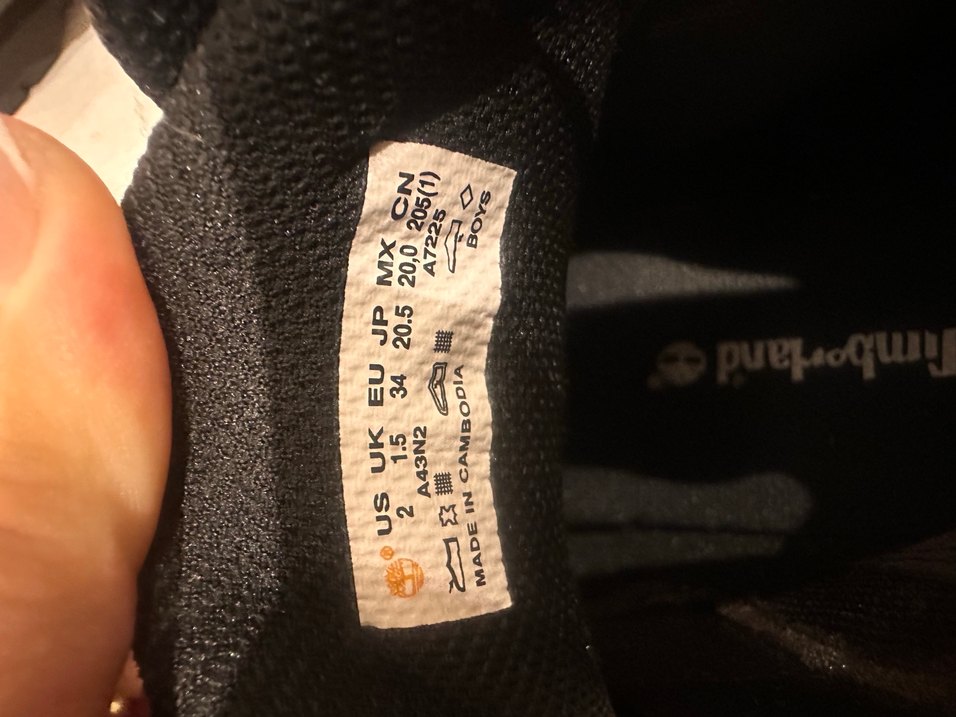 US UK EU JP MX CN
2 1.5 34 20.5 20,0 205(1)
A43N2 A7225
BOYS
MADE IN CAMBODIA
Timberland